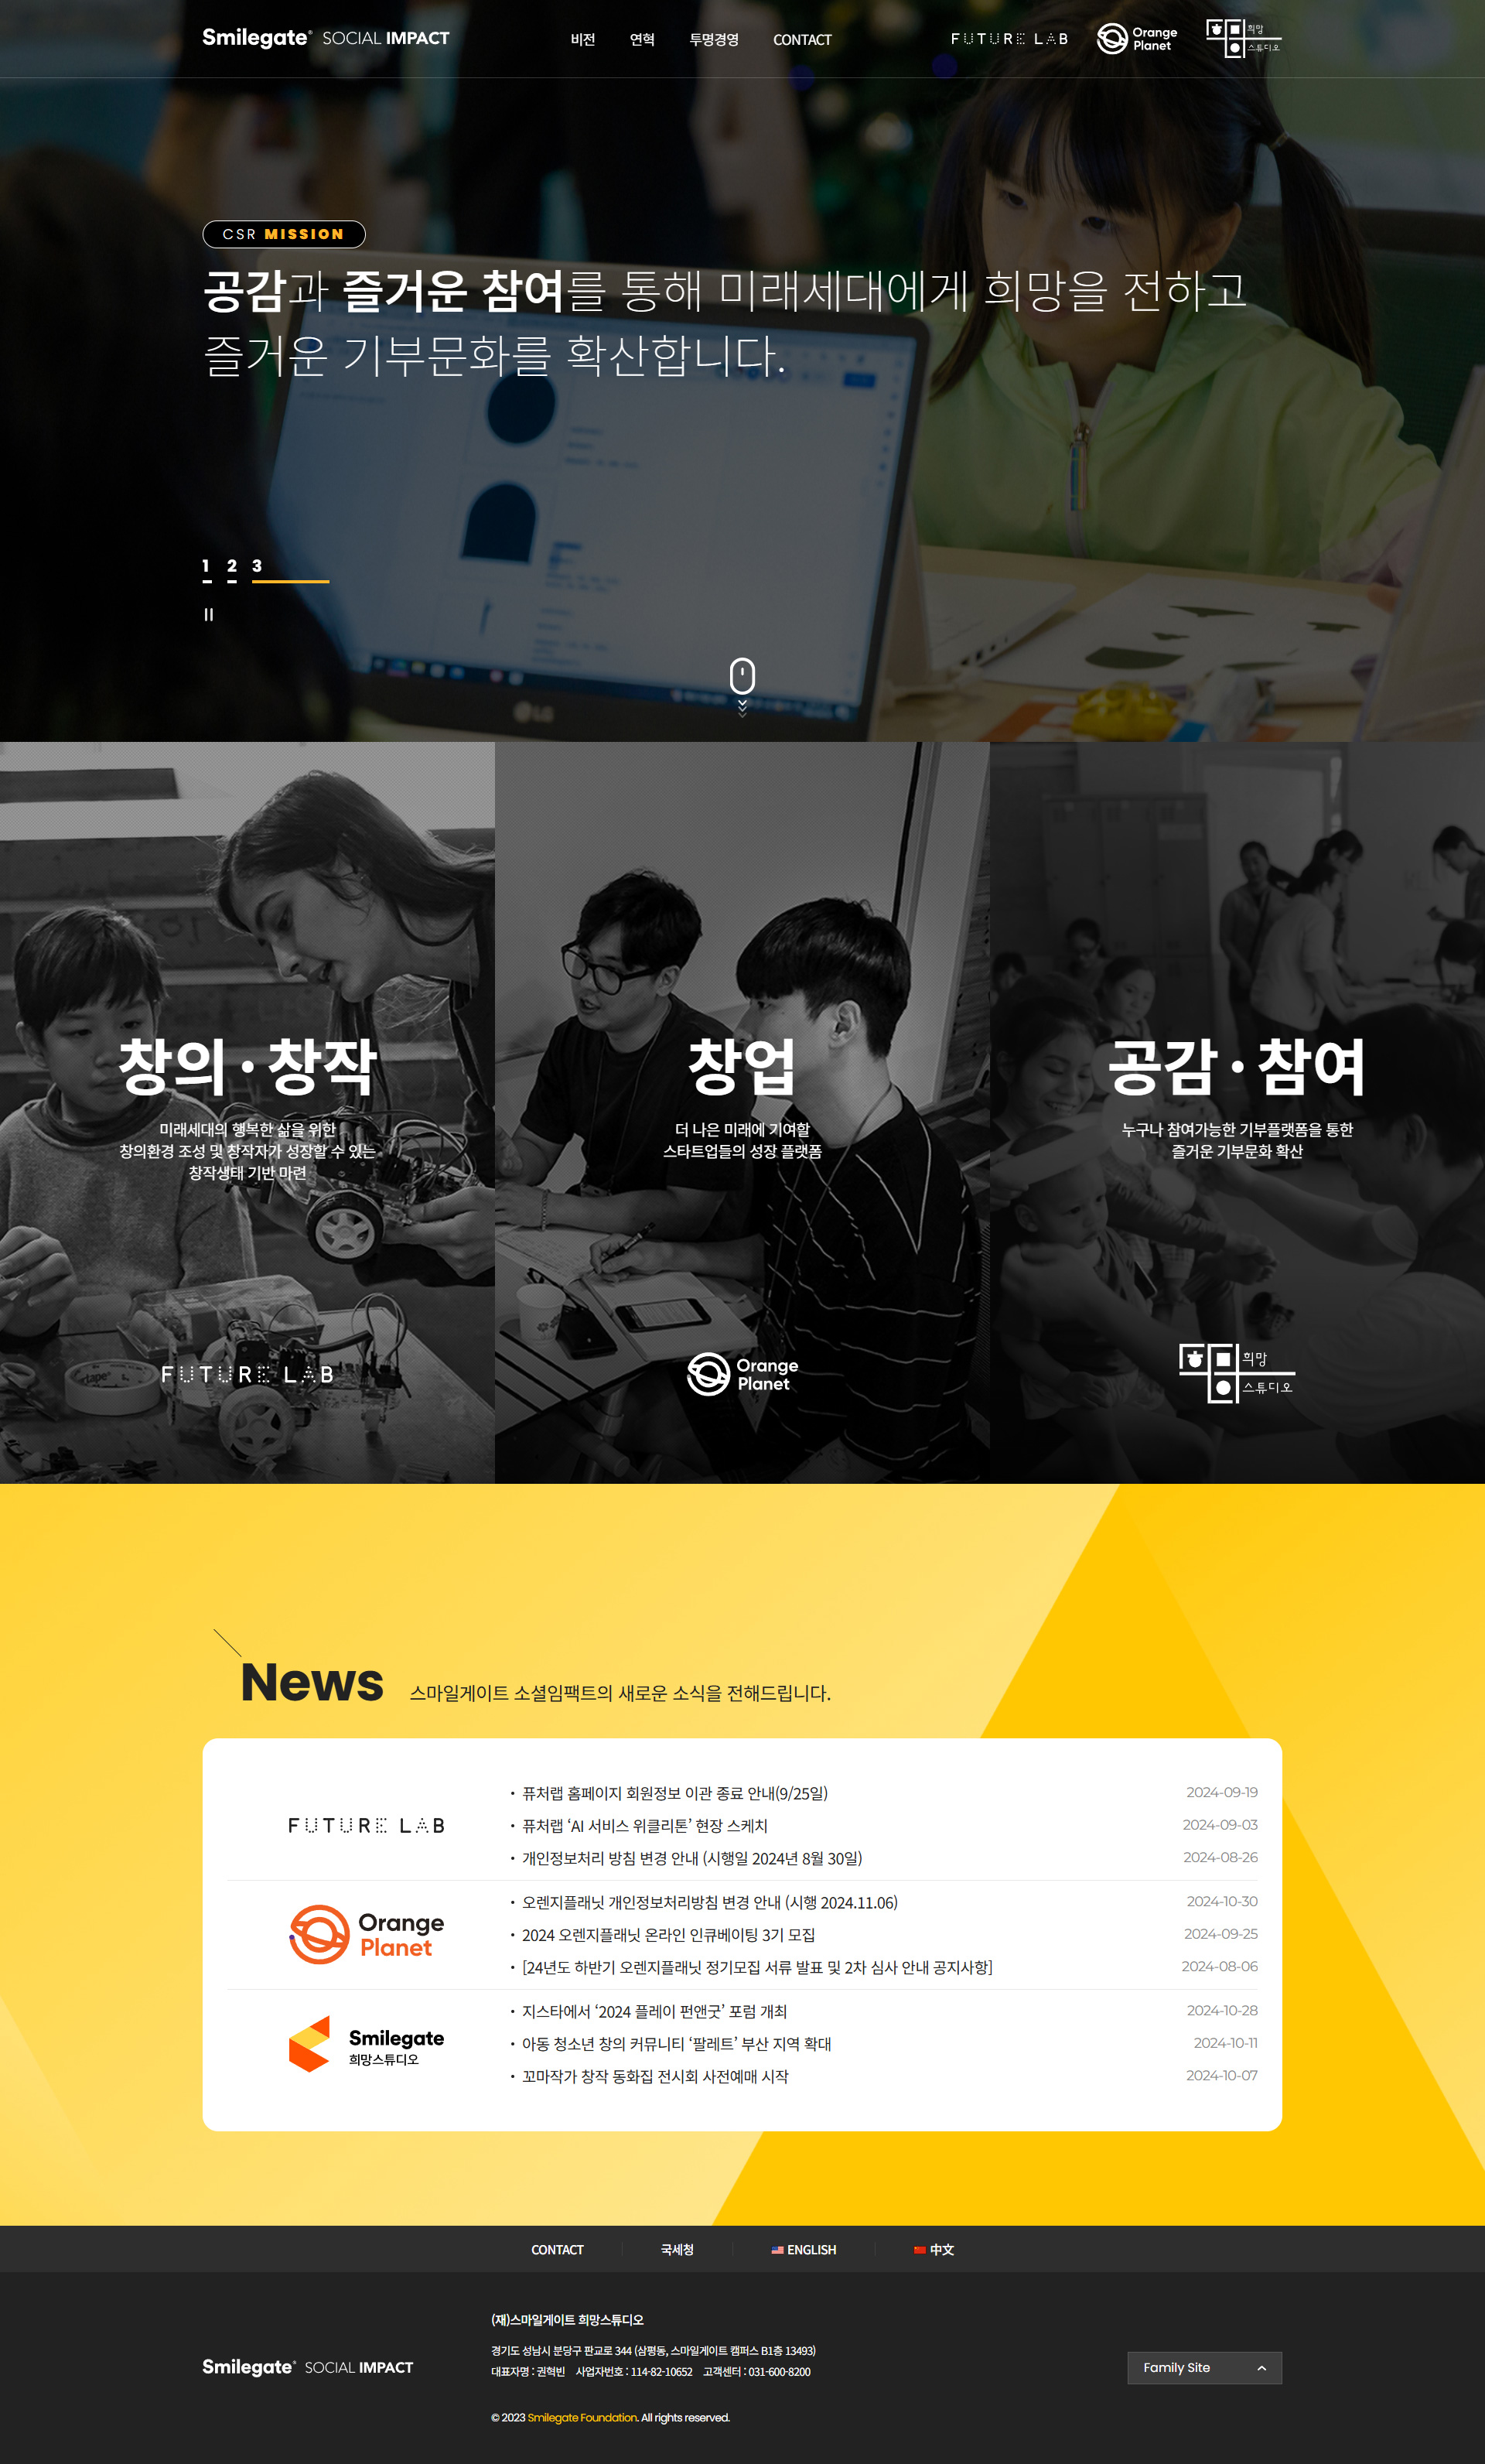 Smilegate® SOCIAL IMPACT
비전 연혁 투명경영 CONTACT
FUTURE LAB
Orange Planet
희망 스튜디오
CSR MISSION
공감과 즐거운 참여를 통해 미래세대에게 희망을 전하고
즐거운 기부문화를 확산합니다.
1 2 3
LG
창의 · 창작
미래세대의 행복한 삶을 위한
창의환경 조성 및 창작자가 성장할 수 있는
창작생태 기반 마련
FUTURE LAB
창업
더 나은 미래에 기여할
스타트업들의 성장 플랫폼
Orange
Planet
공감 · 참여
누구나 참여가능한 기부플랫폼을 통한
즐거운 기부문화 확산
희망
스튜디오
News 스마일게이트 소셜임팩트의 새로운 소식을 전해드립니다.
FUTURE LAB
• 퓨처랩 홈페이지 회원정보 이관 종료 안내(9/25일) 2024-09-19
• 퓨처랩 ‘AI 서비스 위클리톤’ 현장 스케치 2024-09-03
• 개인정보처리 방침 변경 안내 (시행일 2024년 8월 30일) 2024-08-26
Orange
Planet
• 오렌지플래닛 개인정보처리방침 변경 안내 (시행 2024.11.06) 2024-10-30
• 2024 오렌지플래닛 온라인 인큐베이팅 3기 모집 2024-09-25
• [24년도 하반기 오렌지플래닛 정기모집 서류 발표 및 2차 심사 안내 공지사항] 2024-08-06
Smilegate
희망스튜디오
• 지스타에서 ‘2024 플레이 펀앤굿’ 포럼 개최 2024-10-28
• 아동 청소년 창의 커뮤니티 ‘팔레트’ 부산 지역 확대 2024-10-11
• 꼬마작가 창작 동화집 전시회 사전예매 시작 2024-10-07
CONTACT 국세청 ENGLISH 中文
Smilegate® SOCIAL IMPACT
(재)스마일게이트 희망스튜디오
경기도 성남시 분당구 판교로 344 (삼평동, 스마일게이트 캠퍼스 B1층 13493)
대표자명 : 권혁빈 사업자번호 : 114-82-10652 고객센터 : 031-600-8200
© 2023 Smilegate Foundation. All rights reserved.
Family Site